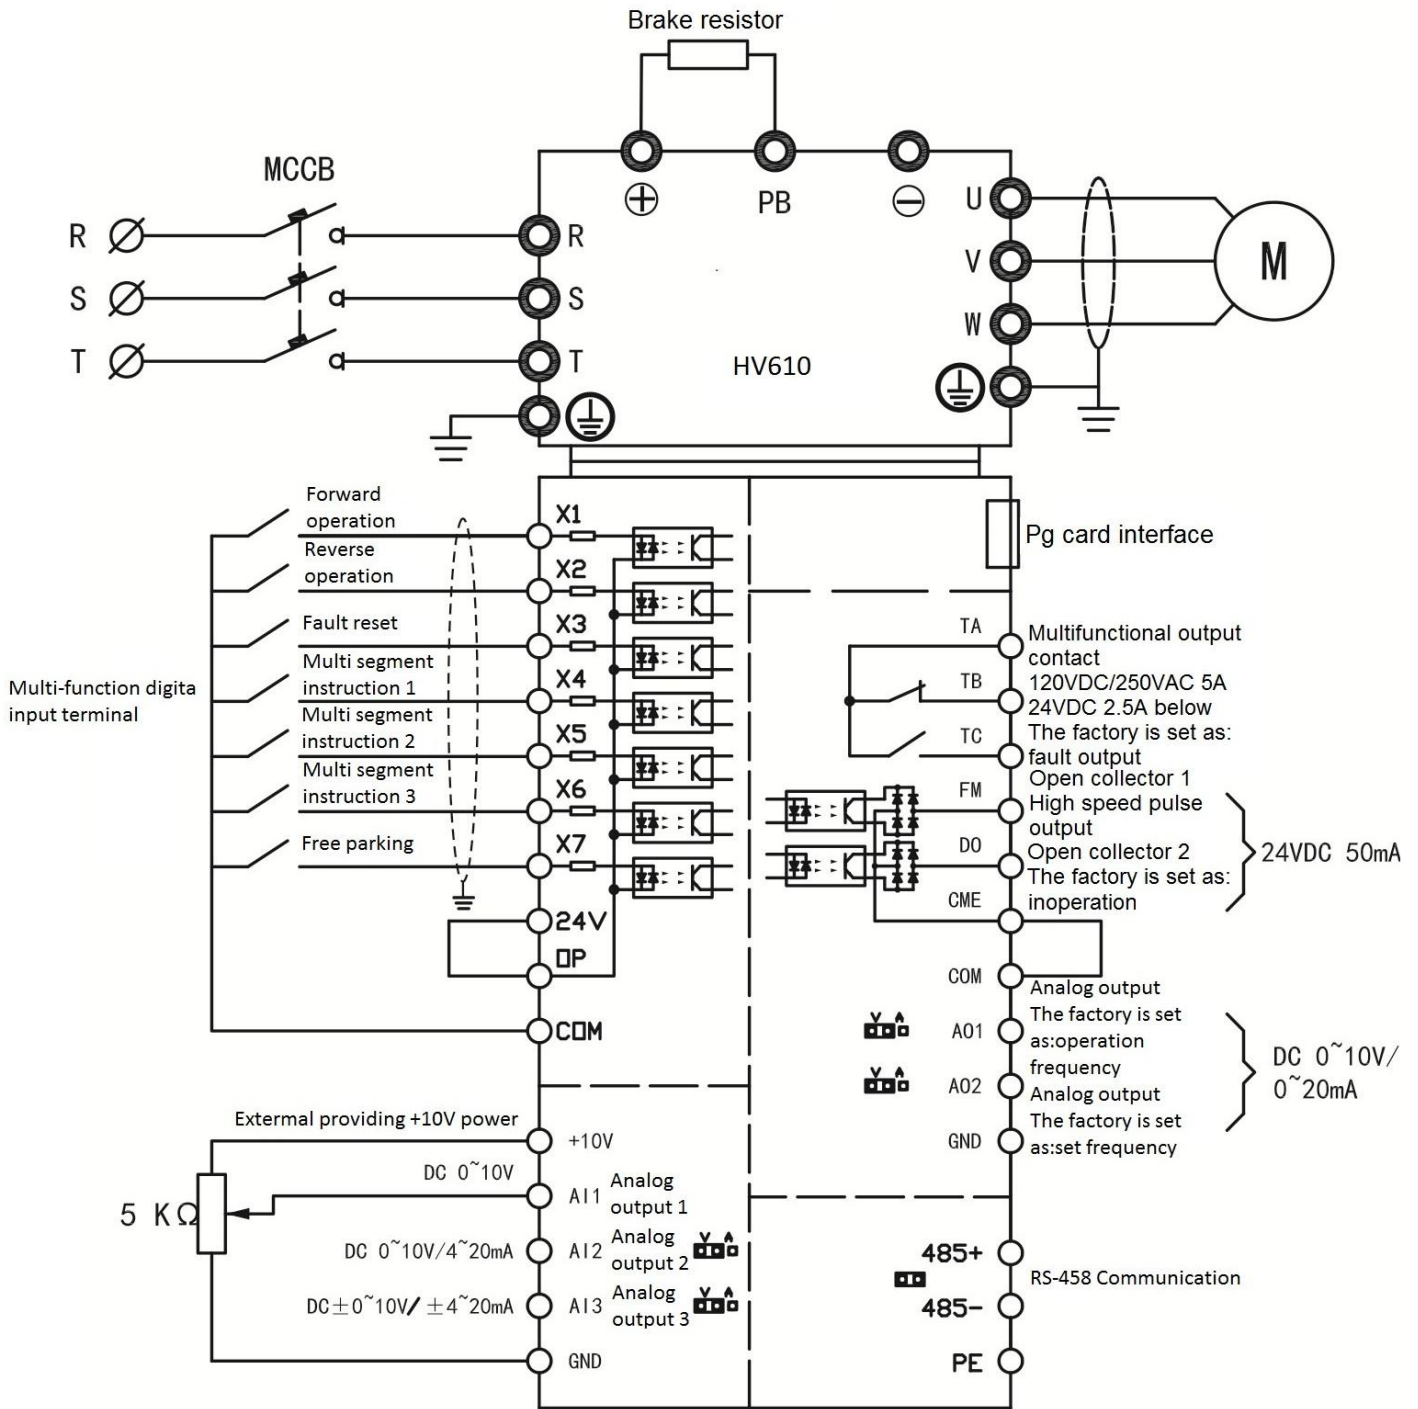 Brake resistor
MCCB
R
S
T
R
S
T
⊕
PB
⊖
U
V
W
M
HV610
Forward
operation
Reverse
operation
Fault reset
Multi segment
instruction 1
Multi segment
instruction 2
Multi segment
instruction 3
Free parking
Multi-function digita
input terminal
X1
X2
X3
X4
X5
X6
X7
24V
OP
COM
Pg card interface
TA
TB
TC
FM
DO
CME
COM
AO1
AO2
GND
Multifunctional output
contact
120VDC/250VAC 5A
24VDC 2.5A below
The factory is set as:
fault output
Open collector 1
High speed pulse
output
Open collector 2
The factory is set as:
inoperation
24VDC 50mA
Analog output
The factory is set
as:operation
frequency
Analog output
The factory is set
as:set frequency
DC 0~10V/
0~20mA
V A
V A
External providing +10V power
+10V
5 KΩ
DC 0~10V
AI1
Analog
output 1
DC 0~10V/4~20mA
AI2
Analog
output 2
V A
DC±0~10V/ ±4~20mA
AI3
Analog
output 3
V A
GND
485+
RS-458 Communication
485-
PE